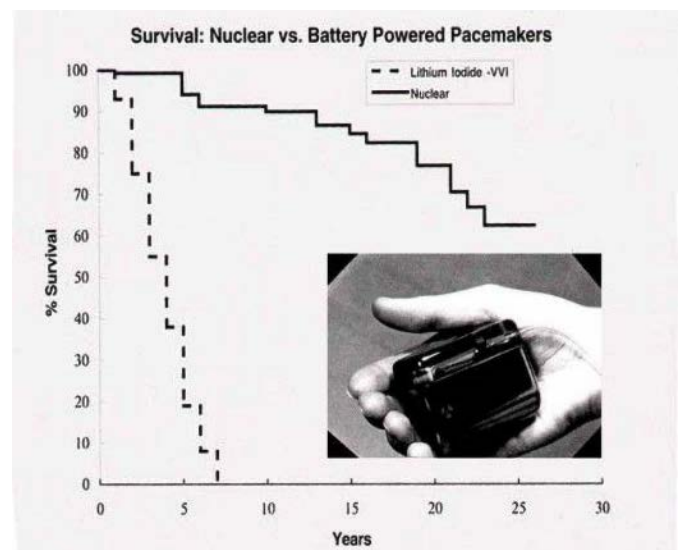 Survival: Nuclear vs. Battery Powered Pacemakers
Lithium Iodide -VVI
Nuclear
% Survival
100
90
80
70
60
50
40
30
20
10
0
0 5 10 15 20 25 30
Years